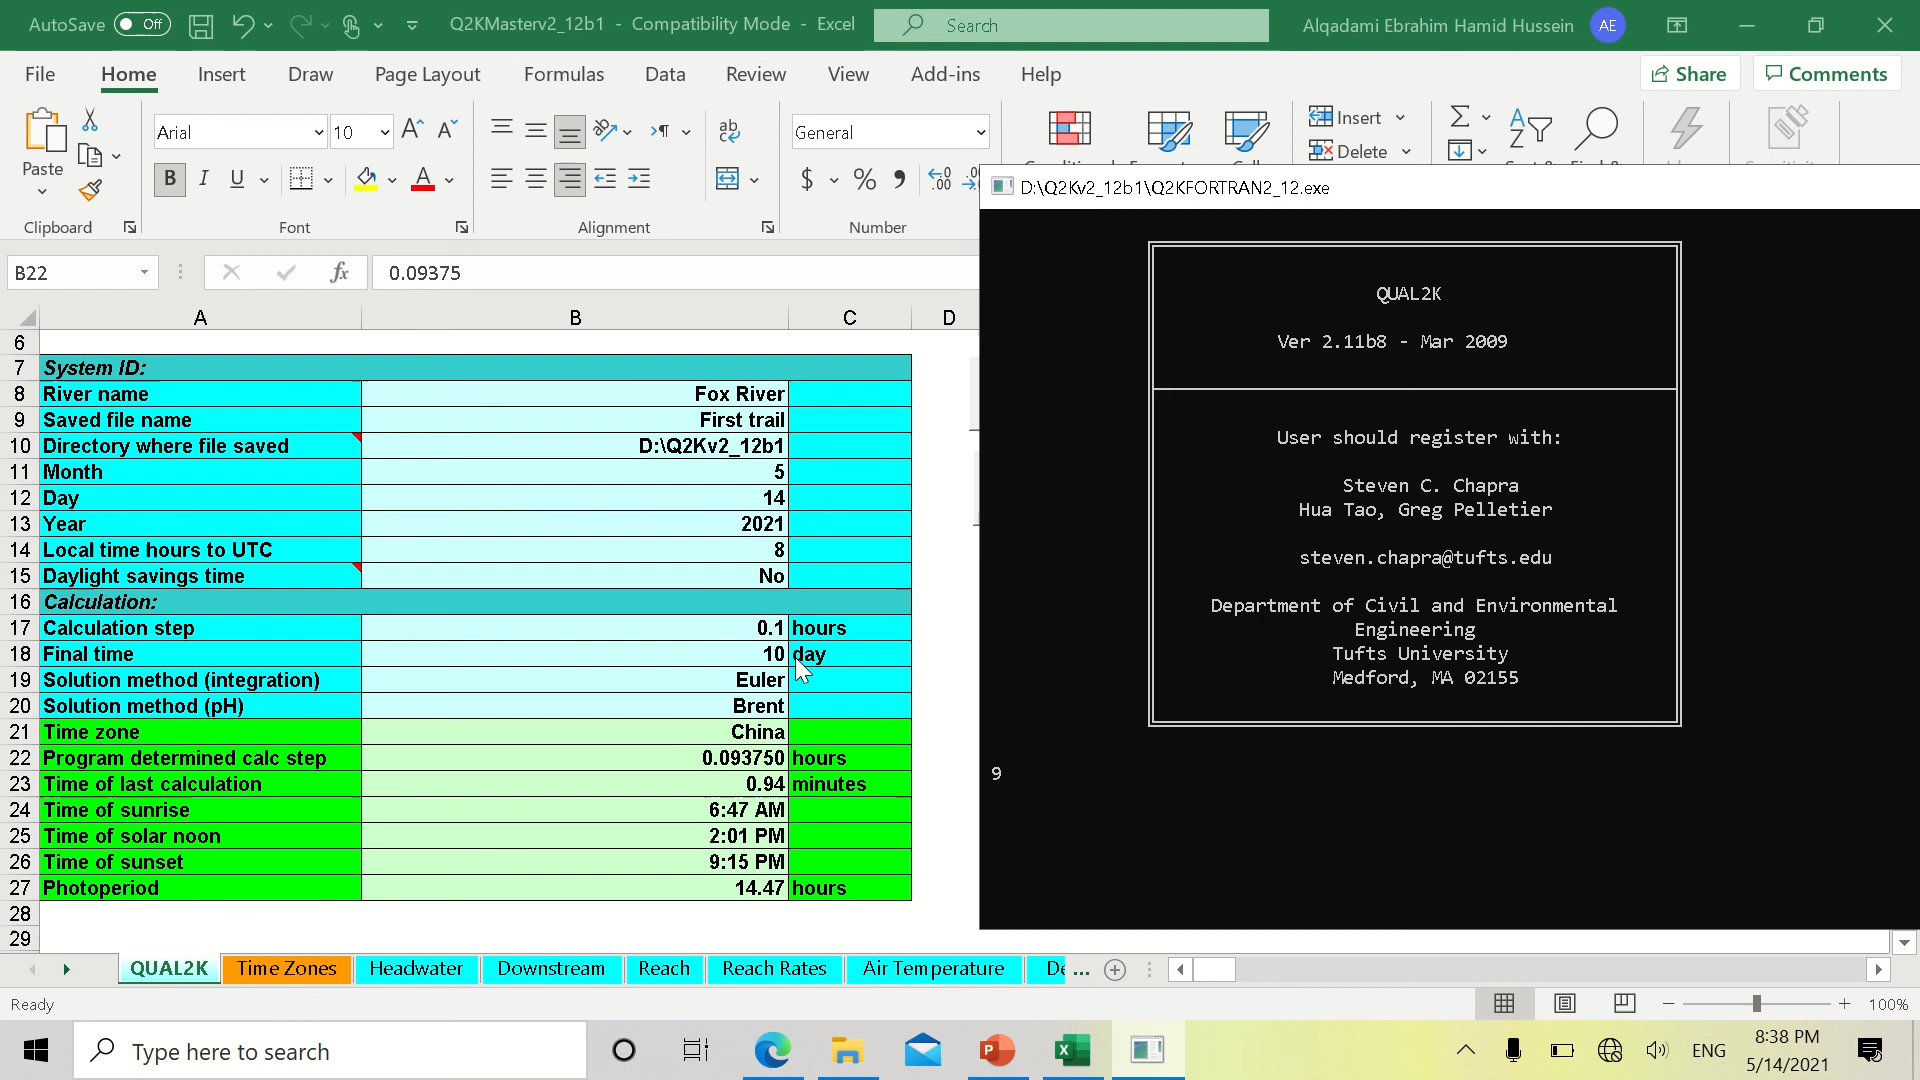 AutoSave Off Q2KMasterv2_12b1 - Compatibility Mode - Excel Search Alqadami Ebrahim Hamid Hussein AE
File Home Insert Draw Page Layout Formulas Data Review View Add-ins Help Share Comments
Paste Arial 10 General Insert Delete
Clipboard Font Alignment Number
B22 fx 0.09375
A B C D
6
7 System ID:
8 River name Fox River
9 Saved file name First trail
10 Directory where file saved D:\Q2Kv2_12b1
11 Month 5
12 Day 14
13 Year 2021
14 Local time hours to UTC 8
15 Daylight savings time No
16 Calculation:
17 Calculation step 0.1 hours
18 Final time 10 day
19 Solution method (integration) Euler
20 Solution method (pH) Brent
21 Time zone China
22 Program determined calc step 0.093750 hours
23 Time of last calculation 0.94 minutes
24 Time of sunrise 6:47 AM
25 Time of solar noon 2:01 PM
26 Time of sunset 9:15 PM
27 Photoperiod 14.47 hours
28
29
D:\Q2Kv2_12b1\Q2KFORTRAN2_12.exe
QUAL2K
Ver 2.11b8 - Mar 2009
User should register with:
Steven C. Chapra
Hua Tao, Greg Pelletier
steven.chapra@tufts.edu
Department of Civil and Environmental
Engineering
Tufts University
Medford, MA 02155
9
QUAL2K Time Zones Headwater Downstream Reach Reach Rates Air Temperature De ...
Ready 100%
Type here to search ENG 8:38 PM
5/14/2021